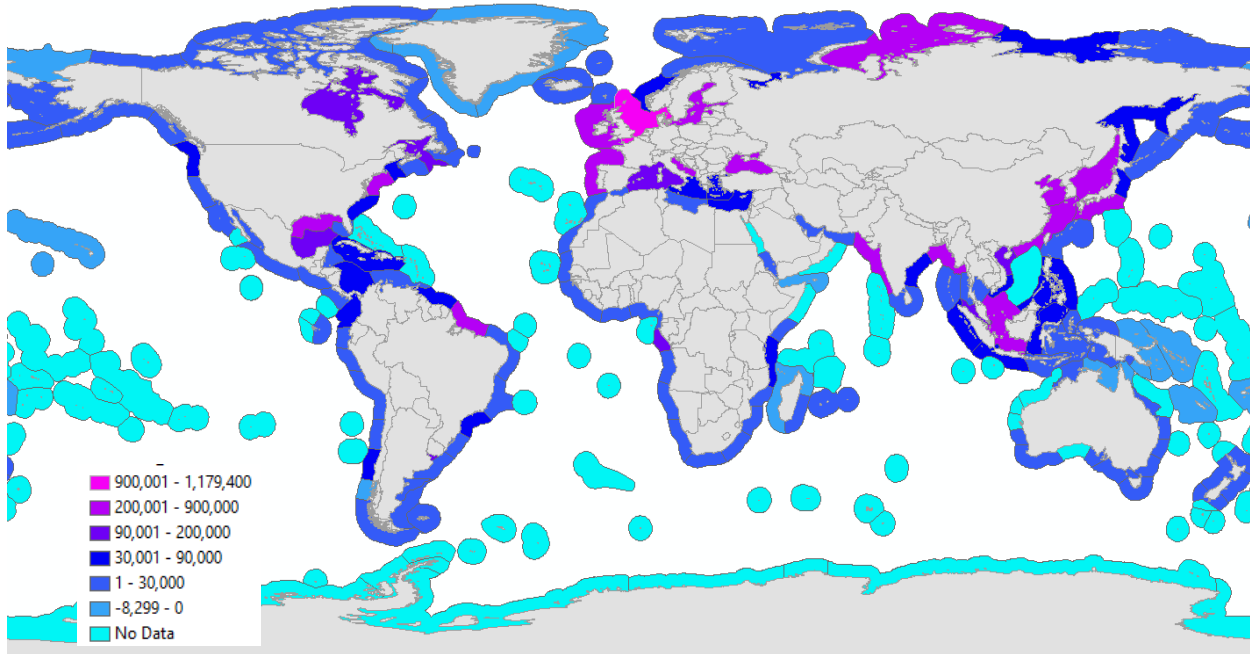 900,001 - 1,179,400
200,001 - 900,000
90,001 - 200,000
30,001 - 90,000
1 - 30,000
-8,299 - 0
No Data